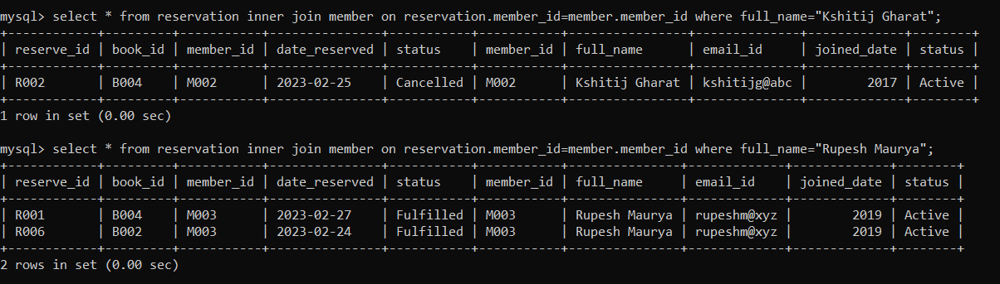 mysql> select * from reservation inner join member on reservation.member_id=member.member_id where full_name="Kshitij Gharat";
+------------+---------+-----------+---------------+-----------+-----------+----------------+--------------+-------------+--------+
| reserve_id | book_id | member_id | date_reserved | status    | member_id | full_name      | email_id     | joined_date | status |
+------------+---------+-----------+---------------+-----------+-----------+----------------+--------------+-------------+--------+
| R002       | B004    | M002      | 2023-02-25    | Cancelled | M002      | Kshitij Gharat | kshitijg@abc |        2017 | Active |
+------------+---------+-----------+---------------+-----------+-----------+----------------+--------------+-------------+--------+
1 row in set (0.00 sec)
mysql> select * from reservation inner join member on reservation.member_id=member.member_id where full_name="Rupesh Maurya";
+------------+---------+-----------+---------------+-----------+-----------+---------------+-------------+-------------+--------+
| reserve_id | book_id | member_id | date_reserved | status    | member_id | full_name     | email_id    | joined_date | status |
+------------+---------+-----------+---------------+-----------+-----------+---------------+-------------+-------------+--------+
| R001       | B004    | M003      | 2023-02-27    | Fulfilled | M003      | Rupesh Maurya | rupeshm@xyz |        2019 | Active |
| R006       | B002    | M003      | 2023-02-24    | Fulfilled | M003      | Rupesh Maurya | rupeshm@xyz |        2019 | Active |
+------------+---------+-----------+---------------+-----------+-----------+---------------+-------------+-------------+--------+
2 rows in set (0.00 sec)